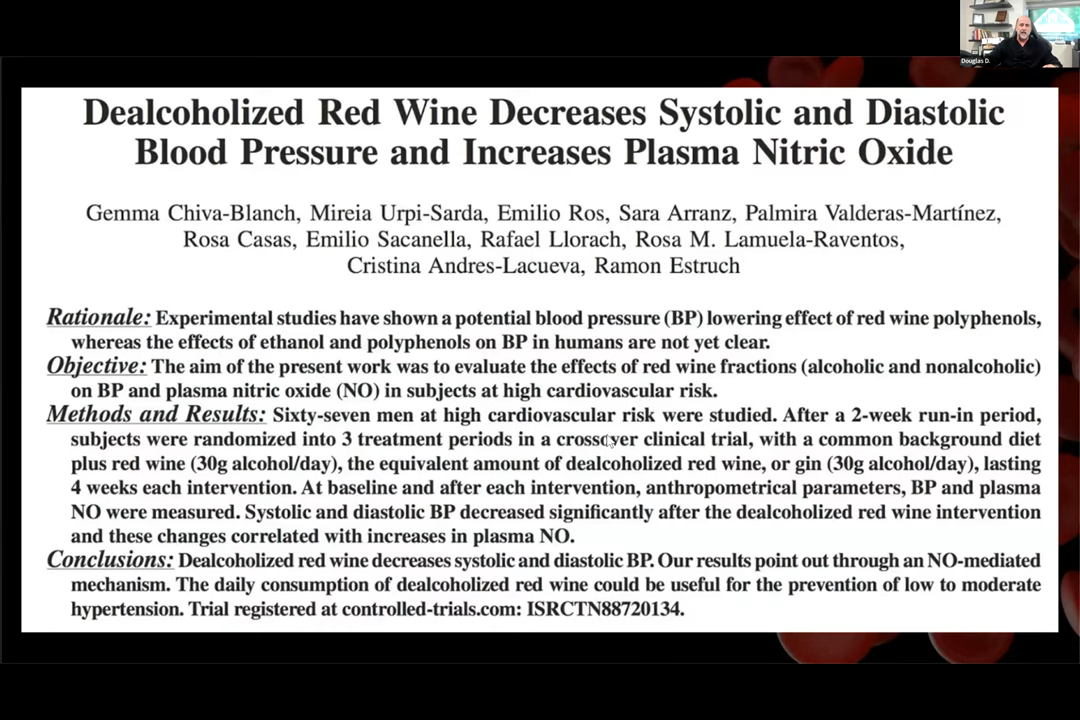 Douglas D.
Dealcoholized Red Wine Decreases Systolic and Diastolic
Blood Pressure and Increases Plasma Nitric Oxide
Gemma Chiva-Blanch, Mireia Urpi-Sarda, Emilio Ros, Sara Arranz, Palmira Valderas-Martínez,
Rosa Casas, Emilio Sacanella, Rafael Llorach, Rosa M. Lamuela-Raventos,
Cristina Andres-Lacueva, Ramon Estruch
Rationale: Experimental studies have shown a potential blood pressure (BP) lowering effect of red wine polyphenols,
whereas the effects of ethanol and polyphenols on BP in humans are not yet clear.
Objective: The aim of the present work was to evaluate the effects of red wine fractions (alcoholic and nonalcoholic)
on BP and plasma nitric oxide (NO) in subjects at high cardiovascular risk.
Methods and Results: Sixty-seven men at high cardiovascular risk were studied. After a 2-week run-in period,
subjects were randomized into 3 treatment periods in a crossover clinical trial, with a common background diet
plus red wine (30g alcohol/day), the equivalent amount of dealcoholized red wine, or gin (30g alcohol/day), lasting
4 weeks each intervention. At baseline and after each intervention, anthropometrical parameters, BP and plasma
NO were measured. Systolic and diastolic BP decreased significantly after the dealcoholized red wine intervention
and these changes correlated with increases in plasma NO.
Conclusions: Dealcoholized red wine decreases systolic and diastolic BP. Our results point out through an NO-mediated
mechanism. The daily consumption of dealcoholized red wine could be useful for the prevention of low to moderate
hypertension. Trial registered at controlled-trials.com: ISRCTN88720134.